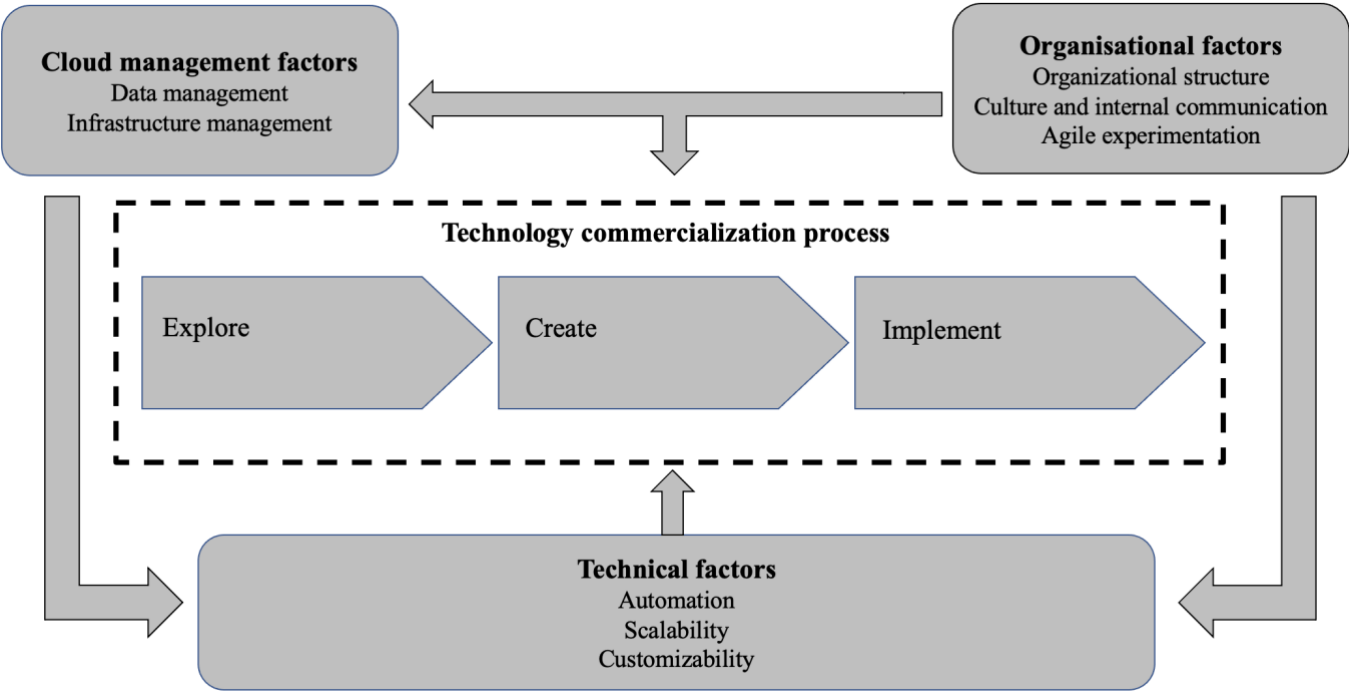 Cloud management factors
Data management
Infrastructure management
Organisational factors
Organizational structure
Culture and internal communication
Agile experimentation
Technology commercialization process
Explore
Create
Implement
Technical factors
Automation
Scalability
Customizability